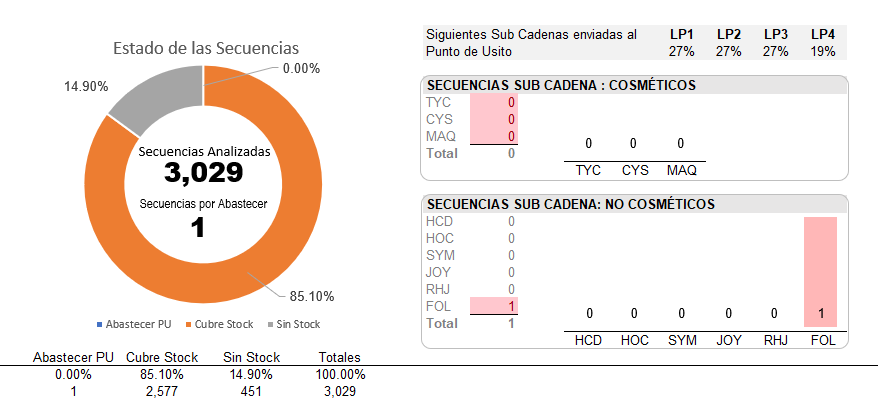 Estado de las Secuencias
0.00%
14.90%
Secuencias Analizadas
3,029
Secuencias por Abastecer
1
85.10%
Abastecer PU Cubre Stock Sin Stock
Abastecer PU Cubre Stock Sin Stock Totales
0.00% 85.10% 14.90% 100.00%
1 2,577 451 3,029
Siguientes Sub Cadenas enviadas al LP1 LP2 LP3 LP4
Punto de Usito 27% 27% 27% 19%
SECUENCIAS SUB CADENA : COSMÉTICOS
TYC 0
CYS 0
MAQ 0
Total 0
0 0 0
TYC CYS MAQ
SECUENCIAS SUB CADENA: NO COSMÉTICOS
HCD 0
HOC 0
SYM 0
JOY 0
RHJ 0
FOL 1
Total 1
0 0 0 0 0 1
HCD HOC SYM JOY RHJ FOL